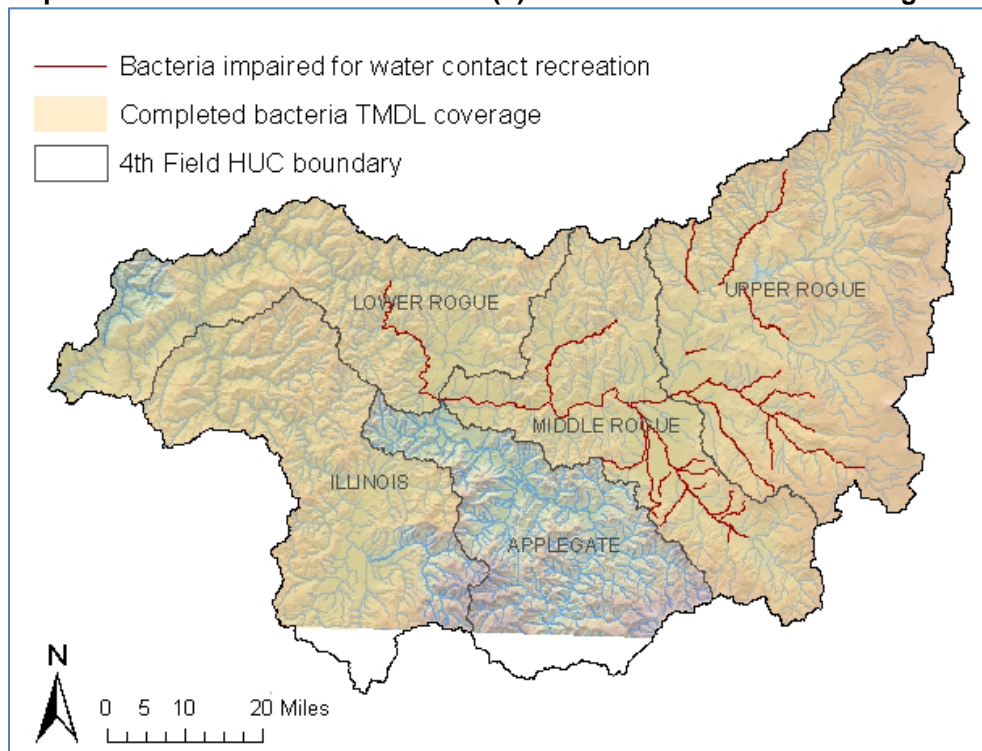 (
Bacteria impaired for water contact recreation
Completed bacteria TMDL coverage
4th Field HUC boundary
LOWER ROGUE
UPPER ROGUE
MIDDLE ROGUE
ILLINOIS
APPLEGATE
N
0 5 10 20 Miles